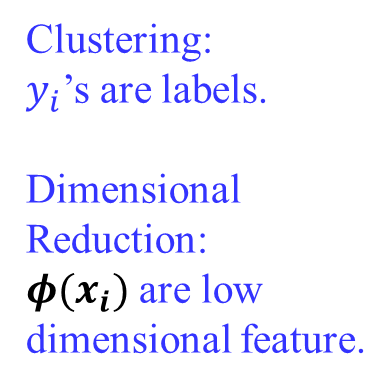 Clustering:
𝑦ᵢ’s are labels.
Dimensional
Reduction:
𝝓(𝒙ᵢ) are low
dimensional feature.